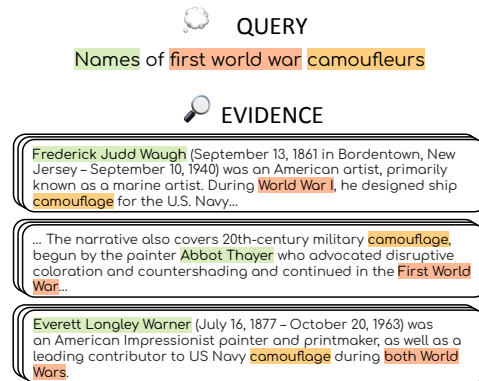 QUERY
Names of first world war camoufleurs
EVIDENCE
Frederick Judd Waugh (September 13, 1861 in Bordentown, New
Jersey – September 10, 1940) was an American artist, primarily
known as a marine artist. During World War I, he designed ship
camouflage for the U.S. Navy...
... The narrative also covers 20th-century military camouflage,
begun by the painter Abbot Thayer who advocated disruptive
coloration and countershading and continued in the First World
War...
Everett Longley Warner (July 16, 1877 – October 20, 1963) was
an American Impressionist painter and printmaker, as well as a
leading contributor to US Navy camouflage during both World
Wars.